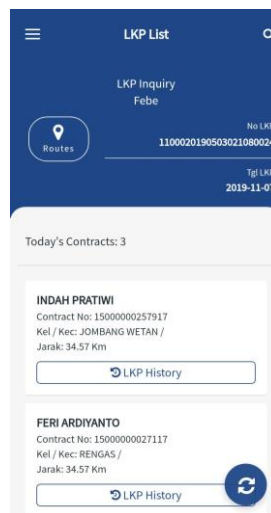 LKP List
LKP Inquiry
Febe
Routes
No LK
1100020190503021080024
Tgl LK
2019-11-07
Today's Contracts: 3
INDAH PRATIWI
Contract No: 15000000257917
Kel / Kec: JOMBANG WETAN /
Jarak: 34.57 Km
LKP History
FERI ARDIYANTO
Contract No: 15000000027117
Kel / Kec: RENGAS /
Jarak: 34.57 Km
LKP History